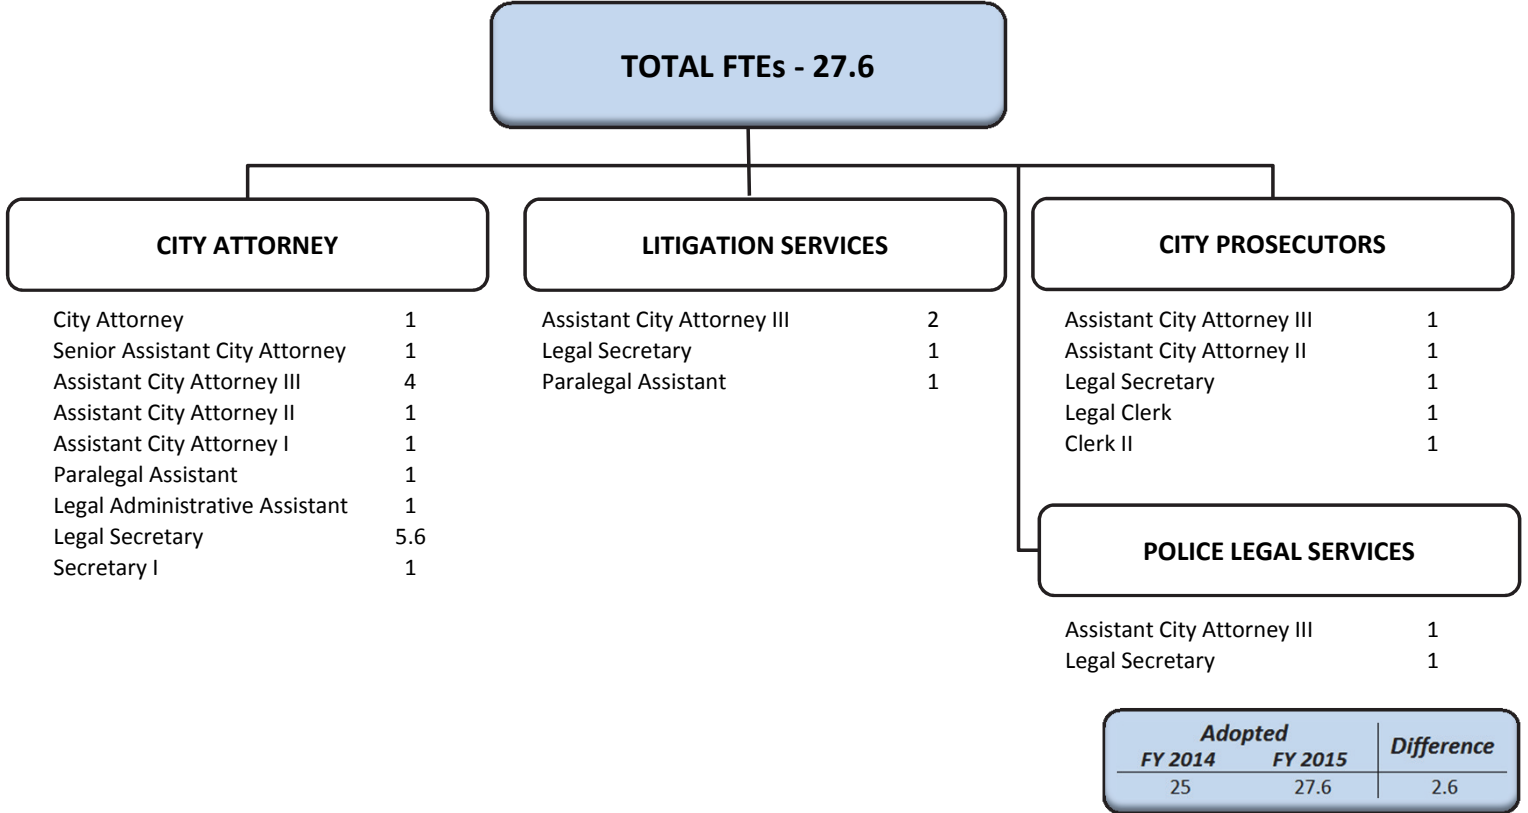 TOTAL FTEs - 27.6
CITY ATTORNEY
City Attorney 1
Senior Assistant City Attorney 1
Assistant City Attorney III 4
Assistant City Attorney II 1
Assistant City Attorney I 1
Paralegal Assistant 1
Legal Administrative Assistant 1
Legal Secretary 5.6
Secretary I 1
LITIGATION SERVICES
Assistant City Attorney III 2
Legal Secretary 1
Paralegal Assistant 1
CITY PROSECUTORS
Assistant City Attorney III 1
Assistant City Attorney II 1
Legal Secretary 1
Legal Clerk 1
Clerk II 1
POLICE LEGAL SERVICES
Assistant City Attorney III 1
Legal Secretary 1
Adopted Difference
FY 2014 FY 2015
25 27.6 2.6